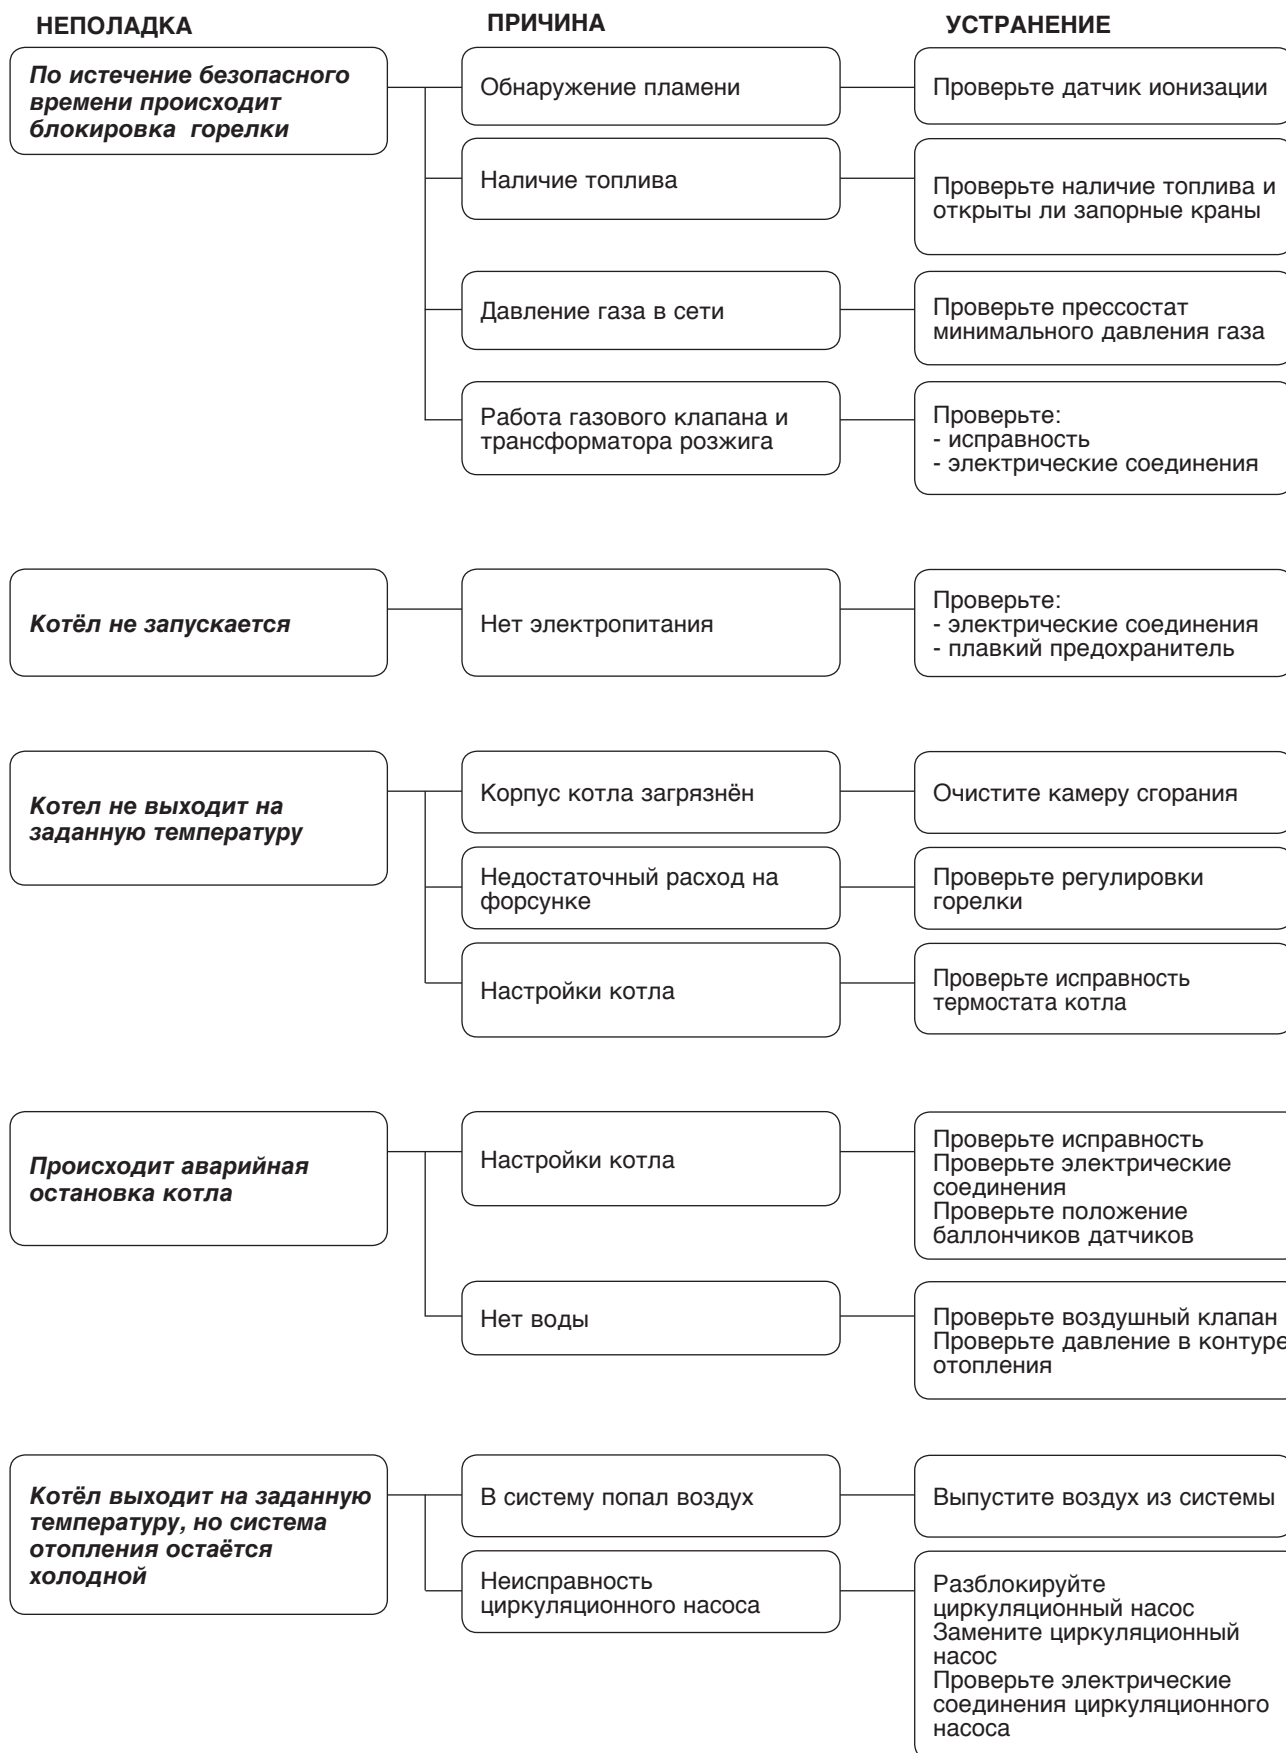 НЕПОЛАДКА
ПРИЧИНА
УСТРАНЕНИЕ
По истечение безопасного
времени происходит
блокировка горелки
Обнаружение пламени
Проверьте датчик ионизации
Наличие топлива
Проверьте наличие топлива и
открыты ли запорные краны
Давление газа в сети
Проверьте прессостат
минимального давления газа
Работа газового клапана и
трансформатора розжига
Проверьте:
- исправность
- электрические соединения
Котёл не запускается
Нет электропитания
Проверьте:
- электрические соединения
- плавкий предохранитель
Котел не выходит на
заданную температуру
Корпус котла загрязнён
Очистите камеру сгорания
Недостаточный расход на
форсунке
Проверьте регулировки
горелки
Настройки котла
Проверьте исправность
термостата котла
Происходит аварийная
остановка котла
Настройки котла
Проверьте исправность
Проверьте электрические
соединения
Проверьте положение
баллончиков датчиков
Нет воды
Проверьте воздушный клапан
Проверьте давление в контуре
отопления
Котёл выходит на заданную
температуру, но система
отопления остаётся
холодной
В систему попал воздух
Выпустите воздух из системы
Неисправность
циркуляционного насоса
Разблокируйте
циркуляционный насос
Замените циркуляционный
насос
Проверьте электрические
соединения циркуляционного
насоса